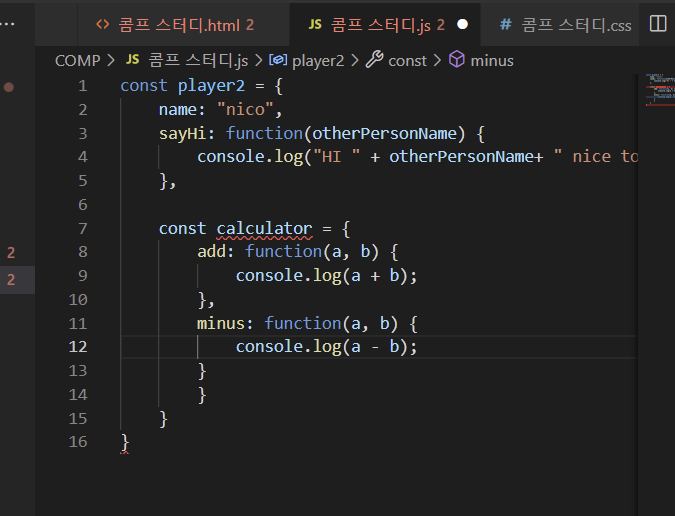 ··· <> 콤프 스터디.html 2 JS 콤프 스터디.js 2 ● # 콤프 스터디.css
COMP > JS 콤프 스터디.js > player2 > const > minus
1 const player2 = {
2 name: "nico",
3 sayHi: function(otherPersonName) {
4 console.log("HI " + otherPersonName+ " nice to
5 },
6
7 const calculator = {
2 8 add: function(a, b) {
2 9 console.log(a + b);
10 },
11 minus: function(a, b) {
12 console.log(a - b);
13 }
14 }
15 }
16 }